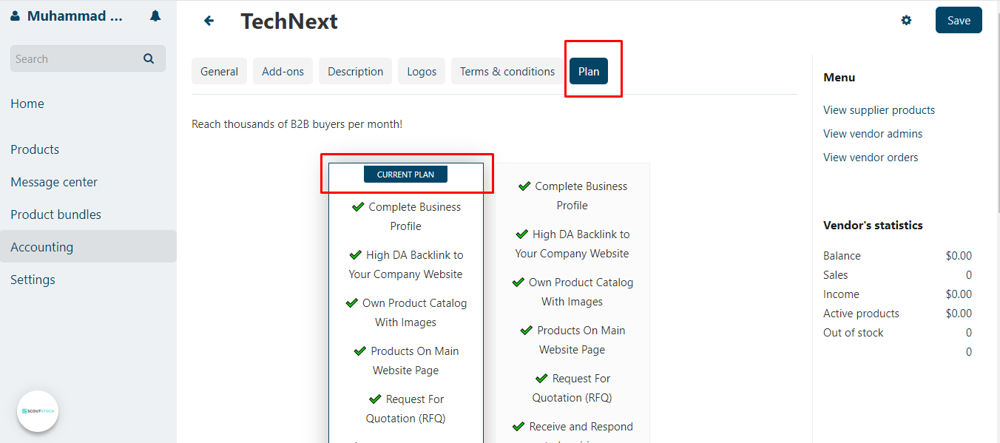 Muhammad ...
Search
Home
Products
Message center
Product bundles
Accounting
Settings
SCOUTSTOCK
TechNext
Save
General
Add-ons
Description
Logos
Terms & conditions
Plan
Reach thousands of B2B buyers per month!
CURRENT PLAN
Complete Business
Profile
High DA Backlink to
Your Company Website
Own Product Catalog
With Images
Products On Main
Website Page
Request For
Quotation (RFQ)
Complete Business
Profile
High DA Backlink to
Your Company Website
Own Product Catalog
With Images
Products On Main
Website Page
Request For
Quotation (RFQ)
Receive and Respond
Menu
View supplier products
View vendor admins
View vendor orders
Vendor's statistics
Balance $0.00
Sales 0
Income $0.00
Active products $0.00
Out of stock 0
0